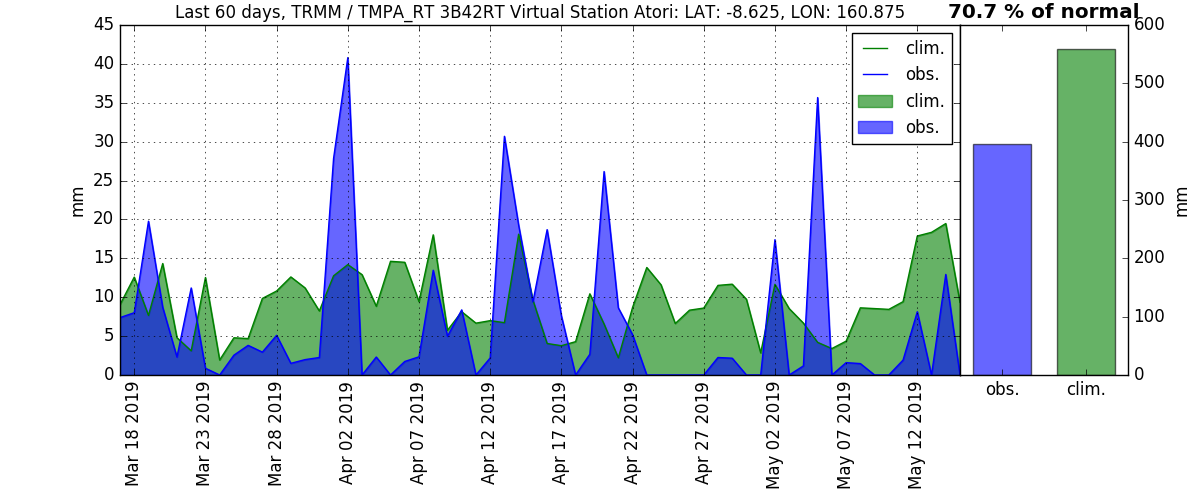 Last 60 days, TRMM / TMPA_RT 3B42RT Virtual Station Atori: LAT: -8.625, LON: 160.875
70.7 % of normal
45
40
35
30
25
20
15
10
5
0
mm
clim.
obs.
clim.
obs.
600
500
400
300
200
100
0
mm
Mar 18 2019
Mar 23 2019
Mar 28 2019
Apr 02 2019
Apr 07 2019
Apr 12 2019
Apr 17 2019
Apr 22 2019
Apr 27 2019
May 02 2019
May 07 2019
May 12 2019
obs.
clim.